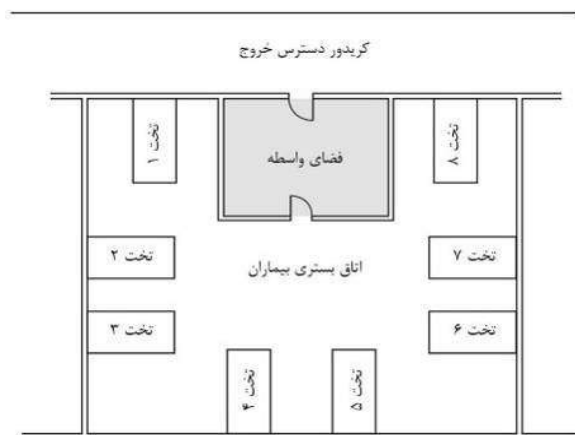 کریدور دسترس خروج
فضای واسطه
تخت ۱
تخت ۸
تخت ۲
تخت ۷
اتاق بستری بیماران
تخت ۳
تخت ۶
تخت ۴
تخت ۵